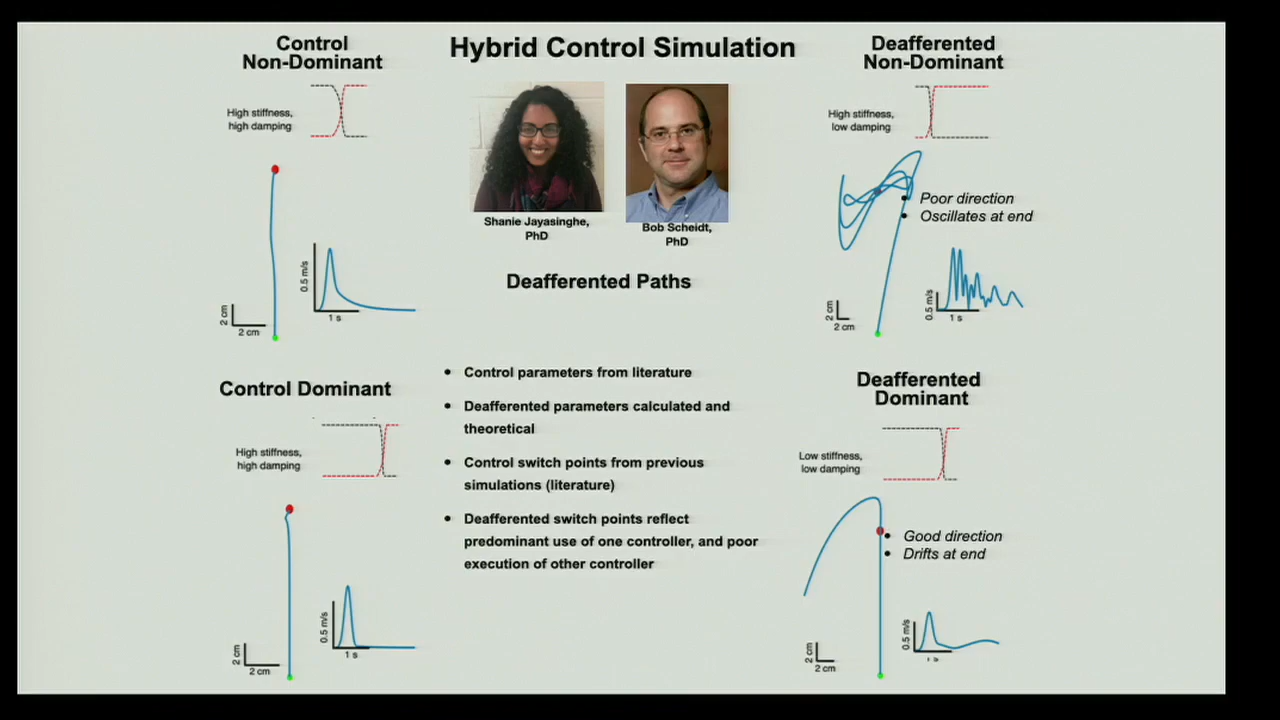 Hybrid Control Simulation
Control
Non-Dominant
High stiffness,
high damping
0.5 m/s
1 s
2 cm
2 cm
Shanie Jayasinghe,
PhD
Bob Scheidt,
PhD
Deafferented
Non-Dominant
High stiffness,
low damping
Poor direction
Oscillates at end
0.5 m/s
1 s
2 cm
2 cm
Deafferented Paths
• Control parameters from literature
• Deafferented parameters calculated and
theoretical
• Control switch points from previous
simulations (literature)
• Deafferented switch points reflect
predominant use of one controller, and poor
execution of other controller
Control Dominant
High stiffness,
high damping
0.5 m/s
1 s
2 cm
2 cm
Deafferented
Dominant
Low stiffness,
low damping
Good direction
Drifts at end
0.5 m/s
2 cm
2 cm